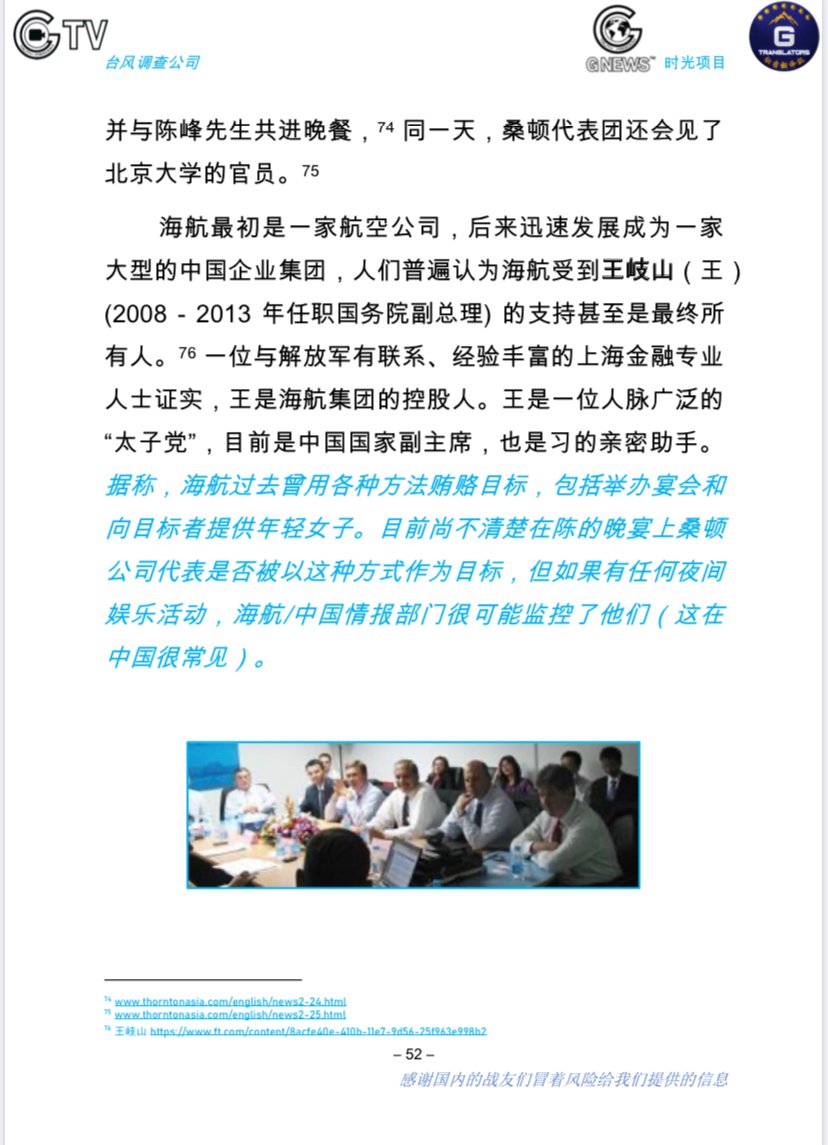 GTV
台风调查公司
GNEWS™ 时光项目
G
TRANSLATORS
并与陈峰先生共进晚餐，74 同一天，桑顿代表团还会见了
北京大学的官员。75
海航最初是一家航空公司，后来迅速发展成为一家
大型的中国企业集团，人们普遍认为海航受到王岐山（王）
(2008 - 2013 年任职国务院副总理) 的支持甚至是最终所
有人。76 一位与解放军有联系、经验丰富的上海金融专业
人士证实，王是海航集团的控股人。王是一位人脉广泛的
“太子党”，目前是中国国家副主席，也是习的亲密助手。
据称，海航过去曾用各种方法贿赂目标，包括举办宴会和
向目标者提供年轻女子。目前尚不清楚在陈的晚宴上桑顿
公司代表是否被以这种方式作为目标，但如果有任何夜间
娱乐活动，海航/中国情报部门很可能监控了他们（这在
中国很常见）。
74 www.thorntonasia.com/english/news2-24.html
75 www.thorntonasia.com/english/news2-25.html
76 王岐山 https://www.ft.com/content/8acfe40e-410b-11e7-9d56-25f963e998b2
– 52 –
感谢国内的战友们冒着风险给我们提供的信息